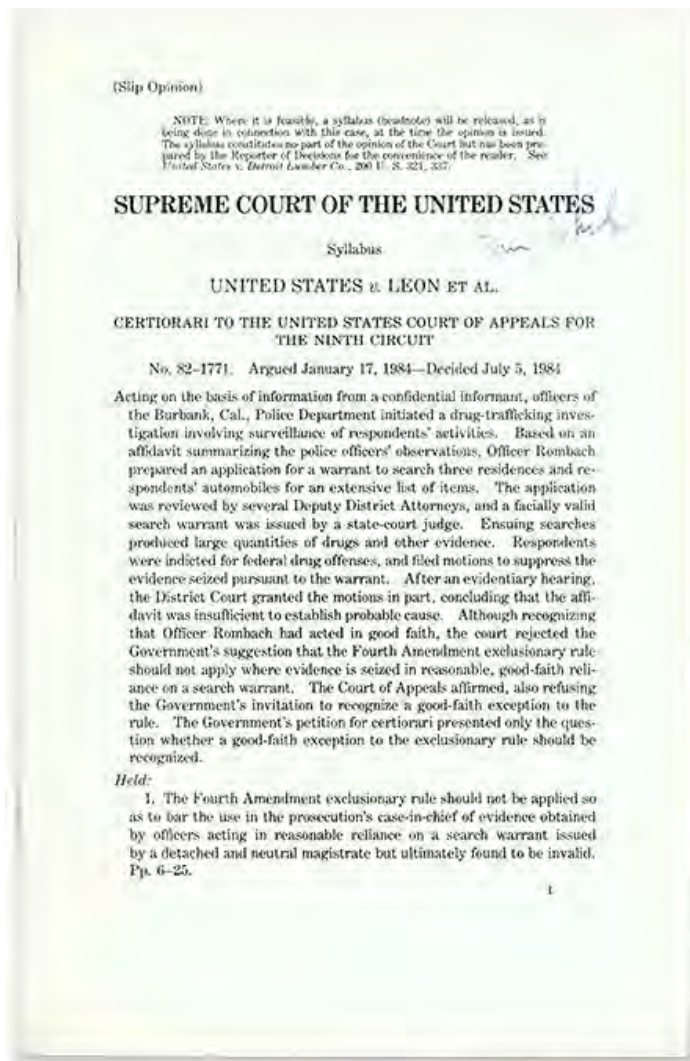 (Slip Opinion)
NOTE: Where it is feasible, a syllabus (headnote) will be released, as is
being done in connection with this case, at the time the opinion is issued.
The syllabus constitutes no part of the opinion of the Court but has been pre-
pared by the Reporter of Decisions for the convenience of the reader. See
United States v. Detroit Lumber Co., 200 U. S. 321, 337.
SUPREME COURT OF THE UNITED STATES
Syllabus
UNITED STATES v. LEON ET AL.
CERTIORARI TO THE UNITED STATES COURT OF APPEALS FOR
THE NINTH CIRCUIT
No. 82–1771. Argued January 17, 1984—Decided July 5, 1984
Acting on the basis of information from a confidential informant, officers of
the Burbank, Cal., Police Department initiated a drug-trafficking inves-
tigation involving surveillance of respondents' activities. Based on an
affidavit summarizing the police officers' observations, Officer Rombach
prepared an application for a warrant to search three residences and re-
spondents' automobiles for an extensive list of items. The application
was reviewed by several Deputy District Attorneys, and a facially valid
search warrant was issued by a state-court judge. Ensuing searches
produced large quantities of drugs and other evidence. Respondents
were indicted for federal drug offenses, and filed motions to suppress the
evidence seized pursuant to the warrant. After an evidentiary hearing,
the District Court granted the motions in part, concluding that the affi-
davit was insufficient to establish probable cause. Although recognizing
that Officer Rombach had acted in good faith, the court rejected the
Government's suggestion that the Fourth Amendment exclusionary rule
should not apply where evidence is seized in reasonable, good-faith reli-
ance on a search warrant. The Court of Appeals affirmed, also refusing
the Government's invitation to recognize a good-faith exception to the
rule. The Government's petition for certiorari presented only the ques-
tion whether a good-faith exception to the exclusionary rule should be
recognized.
Held:
1. The Fourth Amendment exclusionary rule should not be applied so
as to bar the use in the prosecution's case-in-chief of evidence obtained
by officers acting in reasonable reliance on a search warrant issued
by a detached and neutral magistrate but ultimately found to be invalid.
Pp. 6–25.
I